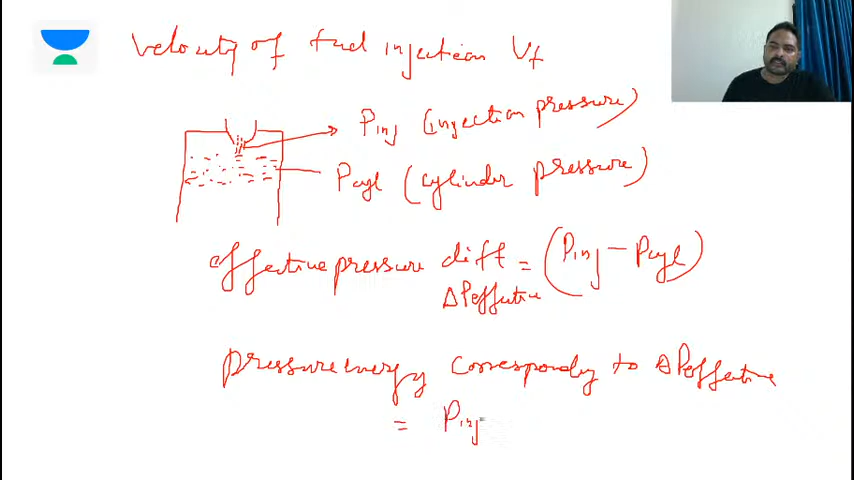 Velocity of fuel injection Vf
Pinj (injection pressure)
Pcyl (cylinder pressure)
effective pressure diff = (Pinj - Pcyl)
ΔPeffective
pressure energy correspondy to ΔPeffective
= Pinj